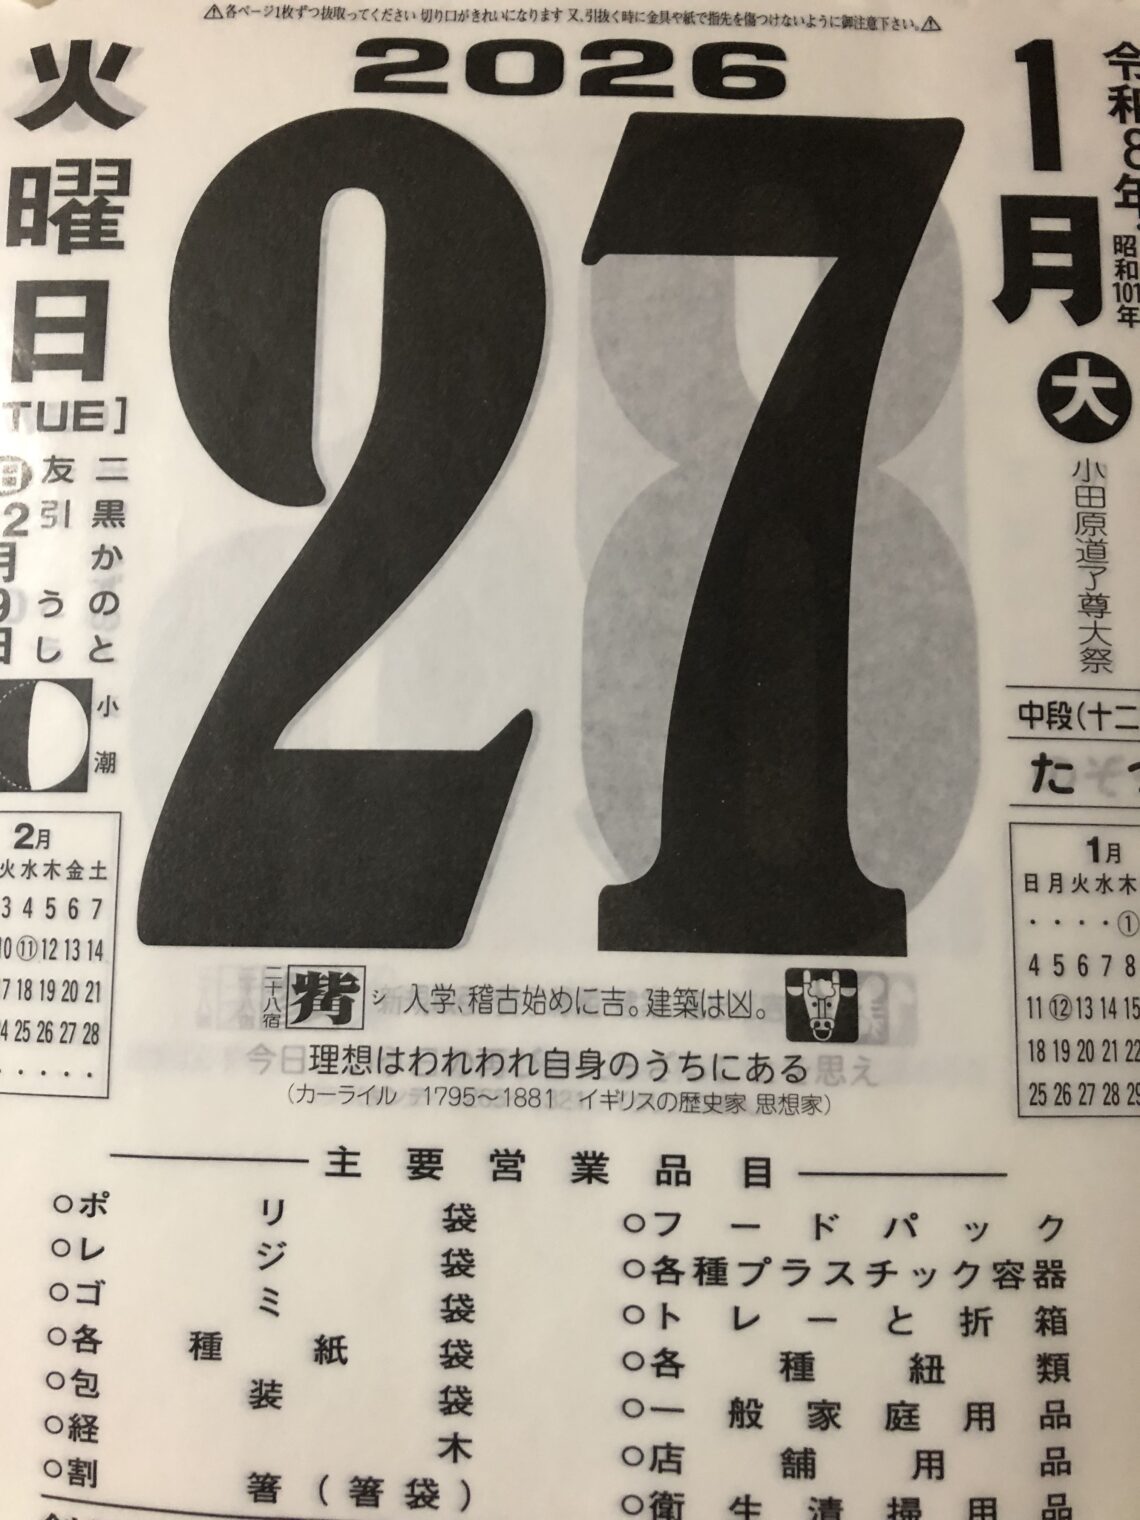 ⚠各ページ1枚ずつ抜取ってください 切り口がきれいになります 又、引抜く時に金具や紙で指先を傷つけないように御注意下さい。⚠
2026
1月
大
令和8年
昭和101年
小田原道了尊大祭
中段(十二
たつ
27
火曜日
TUE]
二黒かのと
友引うし
小潮
2月
火水木金土
3 4 5 6 7
10 ⑪ 12 13 14
17 18 19 20 21
24 25 26 27 28
・・・・・
1月
日月火水木
・・・・①
4 5 6 7 8
11 ⑫ 13 14 15
18 19 20 21 22
25 26 27 28 29
二十八宿 觜 シ 入学、稽古始めに吉。建築は凶。
理想はわれわれ自身のうちにある
(カーライル 1795〜1881 イギリスの歴史家 思想家)
主要営業品目
○ポリ袋
○レジ袋
○ゴミ袋
○各種紙袋
○包装袋
○経木
○割箸(箸袋)
○フードパック
○各種プラスチック容器
○トレーと折箱
○各種紐類
○一般家庭用品
○店舗用品
○衛生清掃用品